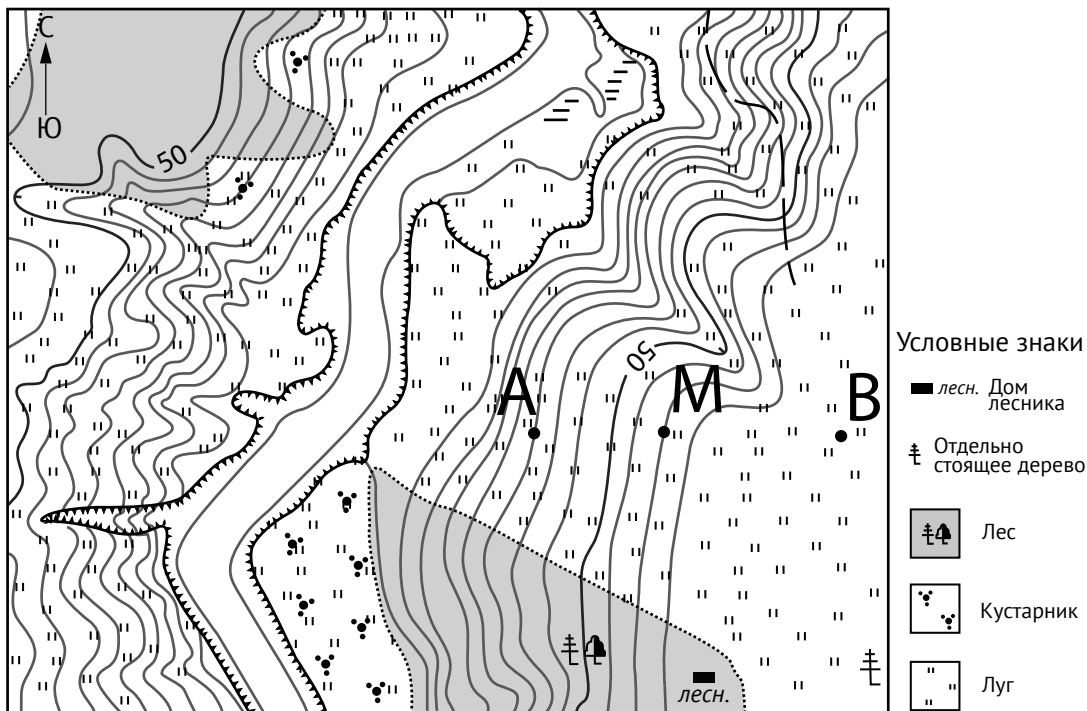 С
Ю
50
50
А
М
В
Условные знаки
лесн. Дом
лесника
Отдельно
стоящее дерево
Лес
Кустарник
Луг
лесн.